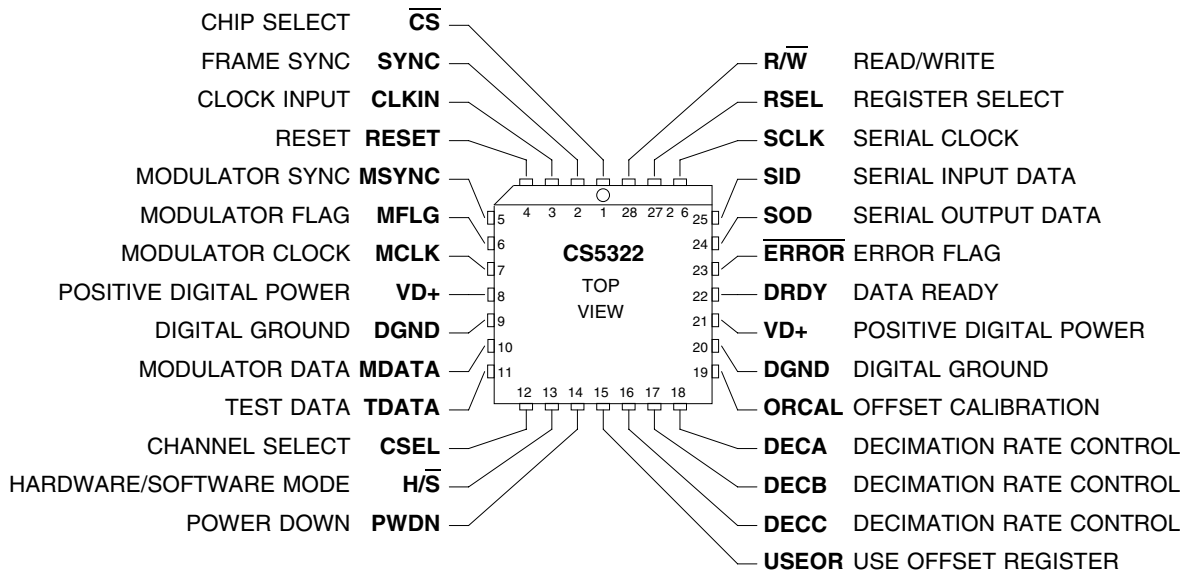 CHIP SELECT C̅S̅
FRAME SYNC SYNC
CLOCK INPUT CLKIN
RESET RESET
MODULATOR SYNC MSYNC
MODULATOR FLAG MFLG
MODULATOR CLOCK MCLK
POSITIVE DIGITAL POWER VD+
DIGITAL GROUND DGND
MODULATOR DATA MDATA
TEST DATA TDATA
CHANNEL SELECT CSEL
HARDWARE/SOFTWARE MODE H/S̅
POWER DOWN PWDN
4 3 2 1 28 27 2 6
5
6
7
8
9
10
11
CS5322
TOP
VIEW
25
24
23
22
21
20
19
12 13 14 15 16 17 18
R/W̅ READ/WRITE
RSEL REGISTER SELECT
SCLK SERIAL CLOCK
SID SERIAL INPUT DATA
SOD SERIAL OUTPUT DATA
E̅R̅R̅O̅R̅ ERROR FLAG
DRDY DATA READY
VD+ POSITIVE DIGITAL POWER
DGND DIGITAL GROUND
ORCAL OFFSET CALIBRATION
DECA DECIMATION RATE CONTROL
DECB DECIMATION RATE CONTROL
DECC DECIMATION RATE CONTROL
USEOR USE OFFSET REGISTER